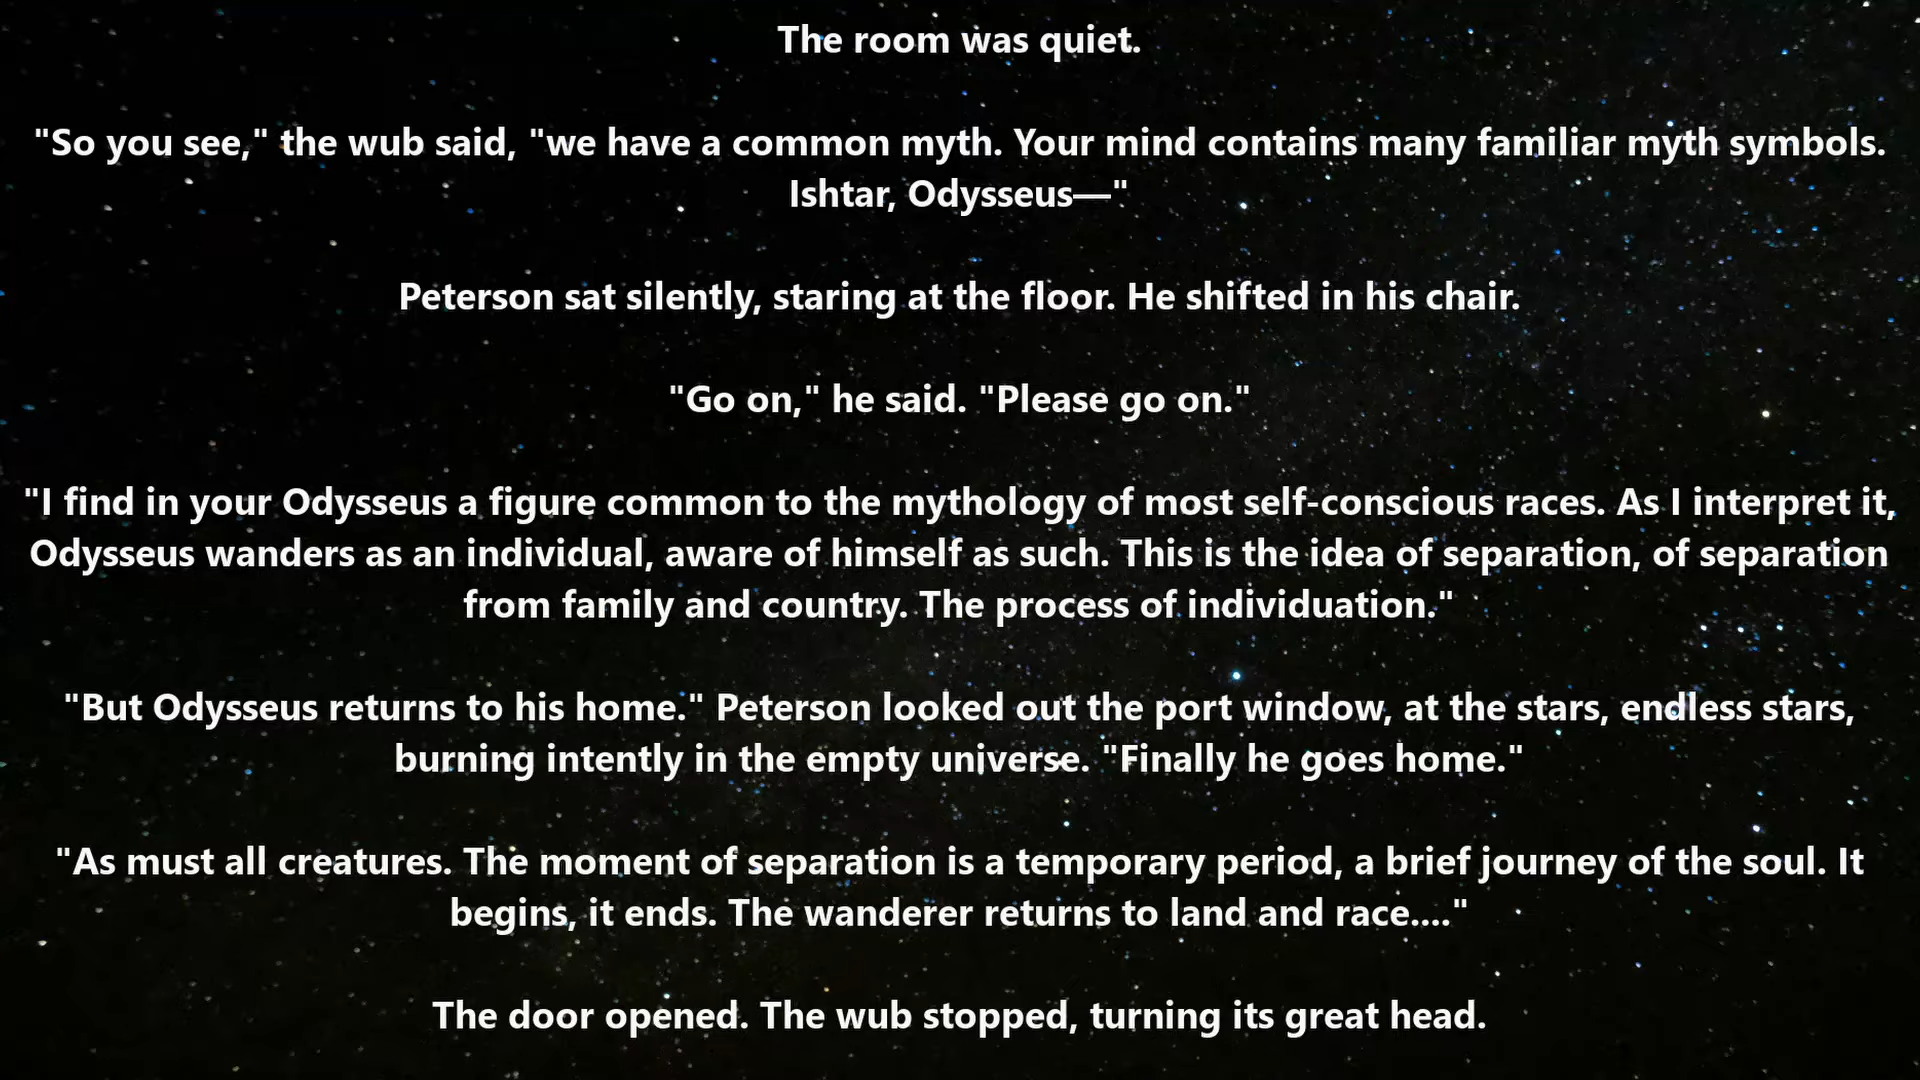 The room was quiet.
"So you see," the wub said, "we have a common myth. Your mind contains many familiar myth symbols.
Ishtar, Odysseus—"
Peterson sat silently, staring at the floor. He shifted in his chair.
"Go on," he said. "Please go on."
"I find in your Odysseus a figure common to the mythology of most self-conscious races. As I interpret it,
Odysseus wanders as an individual, aware of himself as such. This is the idea of separation, of separation
from family and country. The process of individuation."
"But Odysseus returns to his home." Peterson looked out the port window, at the stars, endless stars,
burning intently in the empty universe. "Finally he goes home."
"As must all creatures. The moment of separation is a temporary period, a brief journey of the soul. It
begins, it ends. The wanderer returns to land and race...."
The door opened. The wub stopped, turning its great head.